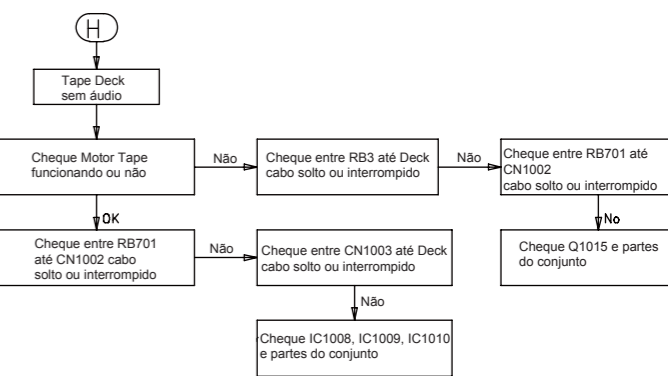 H
Tape Deck
sem áudio
Cheque Motor Tape
funcionando ou não
Não
Cheque entre RB3 até Deck
cabo solto ou interrompido
Não
Cheque entre RB701 até
CN1002
cabo solto ou interrompido
OK
No
Cheque entre RB701
até CN1002 cabo
solto ou interrompido
Não
Cheque entre CN1003 até Deck
cabo solto ou interrompido
Cheque Q1015 e partes
do conjunto
Não
Cheque IC1008, IC1009, IC1010
e partes do conjunto